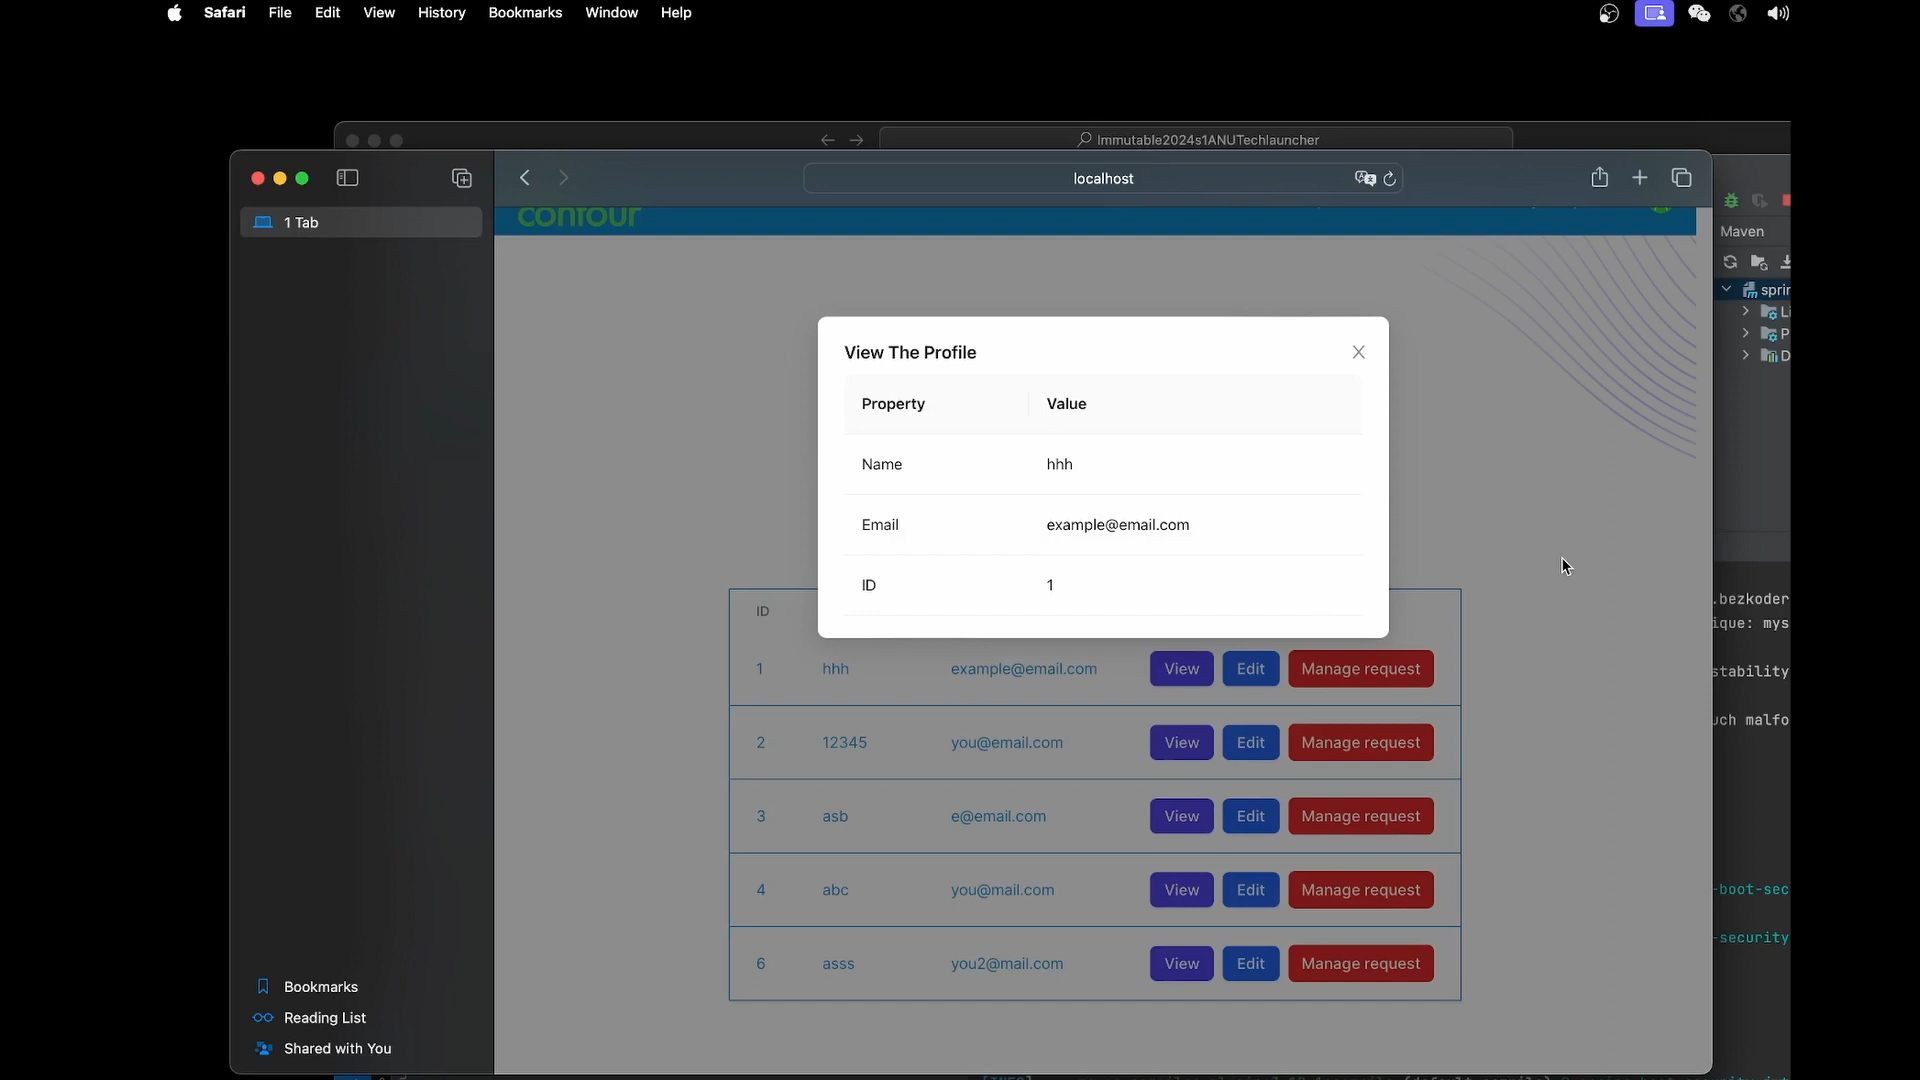 Safari File Edit View History Bookmarks Window Help
Immutable2024s1ANUTechlauncher
localhost
1 Tab
contour
Maven
View The Profile
Property Value
Name hhh
Email example@email.com
ID 1
ID
1 hhh example@email.com View Edit Manage request
2 12345 you@email.com View Edit Manage request
3 asb e@email.com View Edit Manage request
4 abc you@mail.com View Edit Manage request
6 asss you2@mail.com View Edit Manage request
Bookmarks
Reading List
Shared with You
sprin
Li
P
D
.bezkoder
ique: mys
stability
uch malfo
-boot-sec
-security